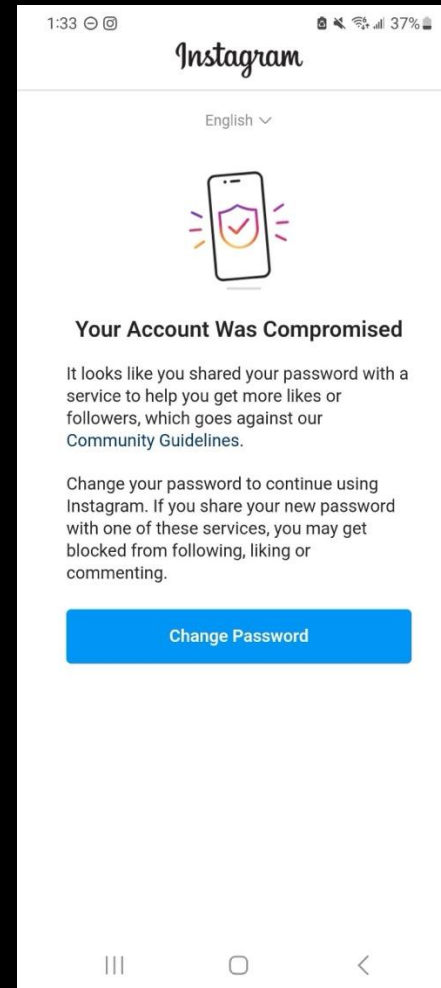 1:33 37%
Instagram
English
Your Account Was Compromised
It looks like you shared your password with a
service to help you get more likes or
followers, which goes against our
Community Guidelines.
Change your password to continue using
Instagram. If you share your new password
with one of these services, you may get
blocked from following, liking or
commenting.
Change Password